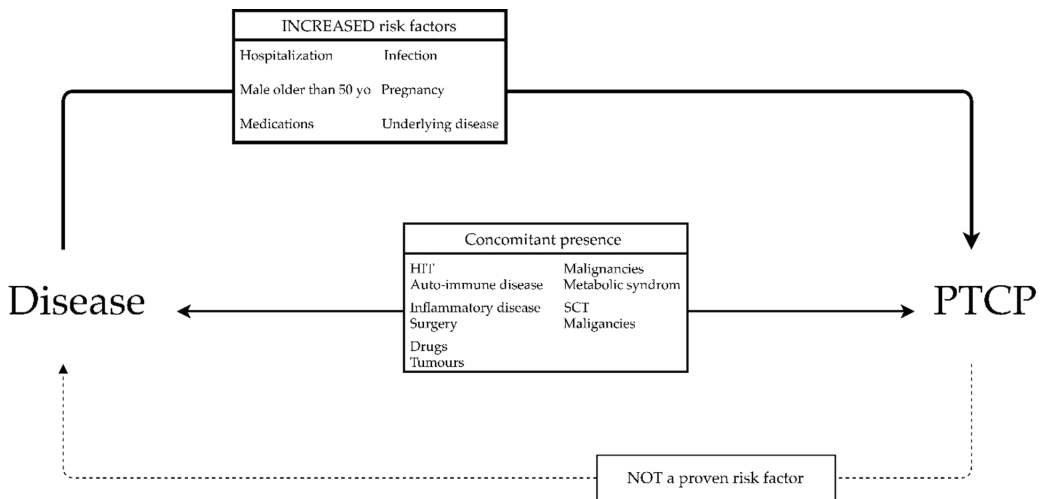 INCREASED risk factors
Hospitalization Infection
Male older than 50 yo Pregnancy
Medications Underlying disease
Concomitant presence
HIT Malignancies
Auto-immune disease Metabolic syndrom
Disease
Inflammatory disease SCT
PTCP
Surgery Maligancies
Drugs
Tumours
NOT a proven risk factor